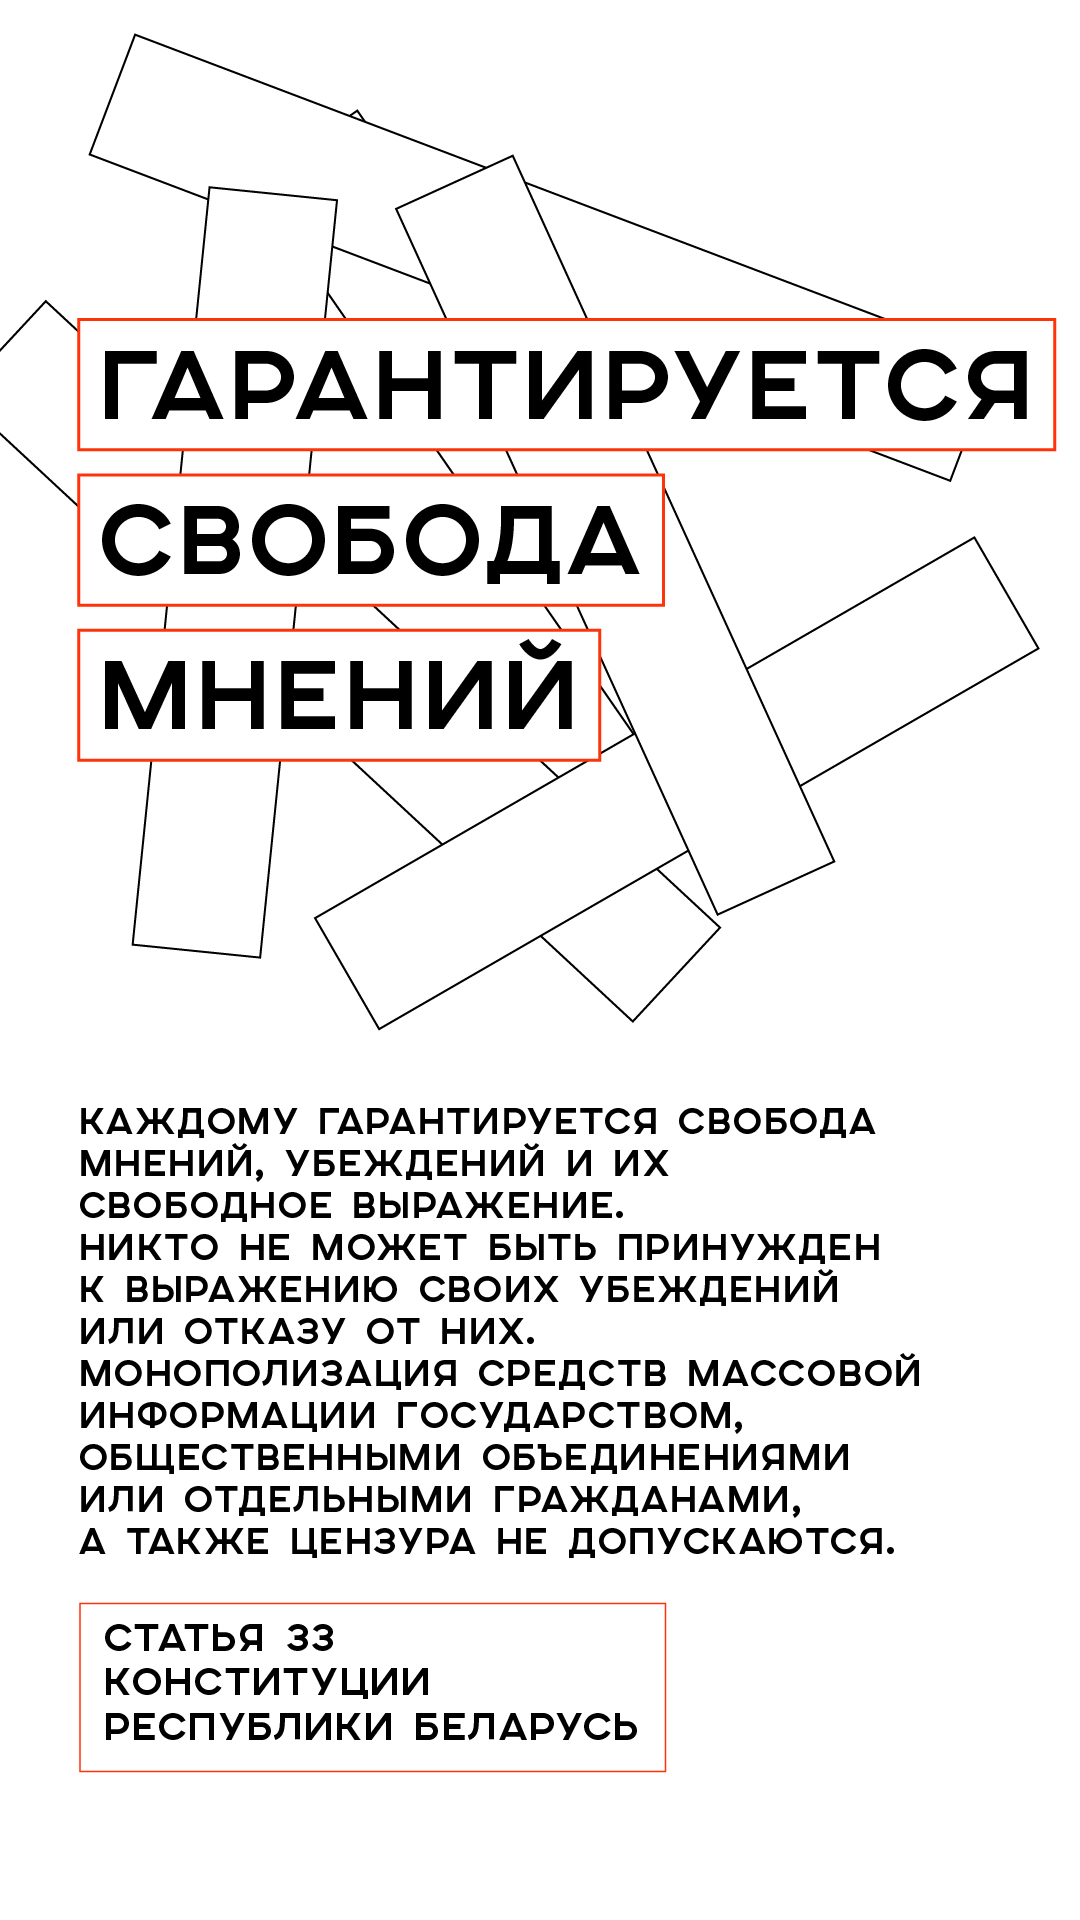 ГАРАНТИРУЕТСЯ
СВОБОДА
МНЕНИЙ
КАЖДОМУ ГАРАНТИРУЕТСЯ СВОБОДА
МНЕНИЙ, УБЕЖДЕНИЙ И ИХ
СВОБОДНОЕ ВЫРАЖЕНИЕ.
НИКТО НЕ МОЖЕТ БЫТЬ ПРИНУЖДЕН
К ВЫРАЖЕНИЮ СВОИХ УБЕЖДЕНИЙ
ИЛИ ОТКАЗУ ОТ НИХ.
МОНОПОЛИЗАЦИЯ СРЕДСТВ МАССОВОЙ
ИНФОРМАЦИИ ГОСУДАРСТВОМ,
ОБЩЕСТВЕННЫМИ ОБЪЕДИНЕНИЯМИ
ИЛИ ОТДЕЛЬНЫМИ ГРАЖДАНАМИ,
А ТАКЖЕ ЦЕНЗУРА НЕ ДОПУСКАЮТСЯ.
СТАТЬЯ 33
КОНСТИТУЦИИ
РЕСПУБЛИКИ БЕЛАРУСЬ